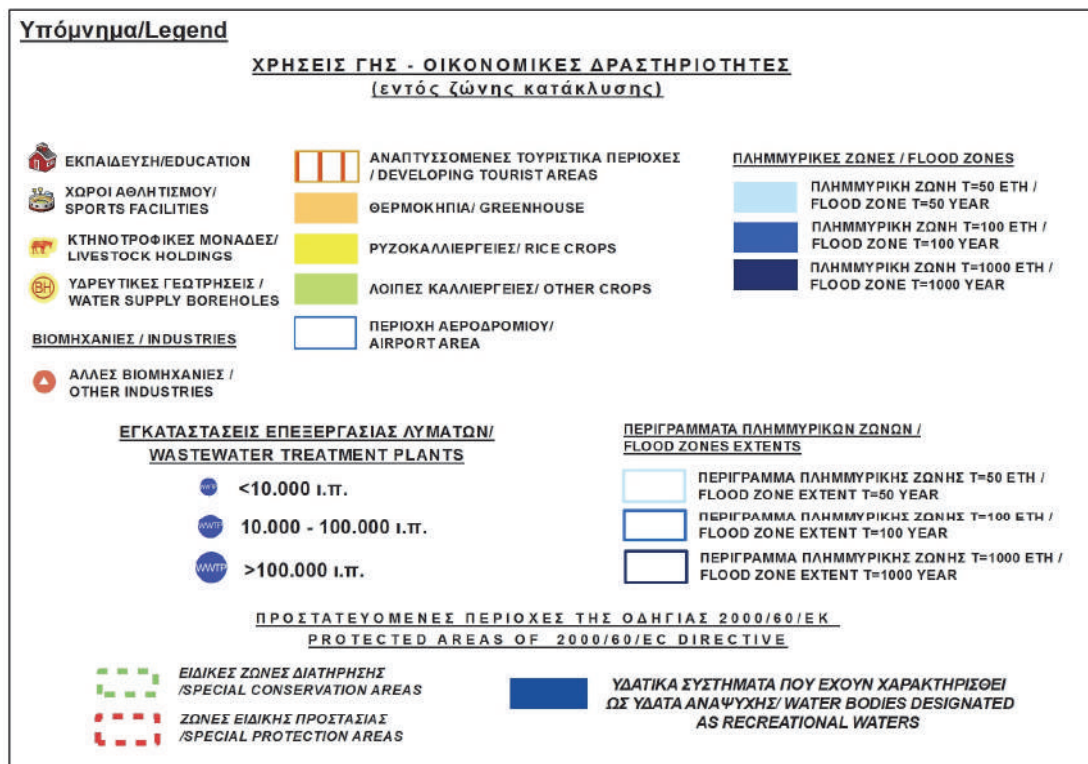 Υπόμνημα/Legend
ΧΡΗΣΕΙΣ ΓΗΣ - ΟΙΚΟΝΟΜΙΚΕΣ ΔΡΑΣΤΗΡΙΟΤΗΤΕΣ
(εντός ζώνης κατάκλυσης)
ΕΚΠΑΙΔΕΥΣΗ/EDUCATION
ΧΩΡΟΙ ΑΘΛΗΤΙΣΜΟΥ/
SPORTS FACILITIES
ΚΤΗΝΟΤΡΟΦΙΚΕΣ ΜΟΝΑΔΕΣ/
LIVESTOCK HOLDINGS
BH
ΥΔΡΕΥΤΙΚΕΣ ΓΕΩΤΡΗΣΕΙΣ /
WATER SUPPLY BOREHOLES
ΒΙΟΜΗΧΑΝΙΕΣ / INDUSTRIES
ΑΛΛΕΣ ΒΙΟΜΗΧΑΝΙΕΣ /
OTHER INDUSTRIES
ΑΝΑΠΤΥΣΣΟΜΕΝΕΣ ΤΟΥΡΙΣΤΙΚΑ ΠΕΡΙΟΧΕΣ
/ DEVELOPING TOURIST AREAS
ΘΕΡΜΟΚΗΠΙΑ/ GREENHOUSE
ΡΥΖΟΚΑΛΛΙΕΡΓΕΙΕΣ/ RICE CROPS
ΛΟΙΠΕΣ ΚΑΛΛΙΕΡΓΕΙΕΣ/ OTHER CROPS
ΠΕΡΙΟΧΗ ΑΕΡΟΔΡΟΜΙΟΥ/
AIRPORT AREA
ΠΛΗΜΜΥΡΙΚΕΣ ΖΩΝΕΣ / FLOOD ZONES
ΠΛΗΜΜΥΡΙΚΗ ΖΩΝΗ T=50 ΕΤΗ /
FLOOD ZONE T=50 YEAR
ΠΛΗΜΜΥΡΙΚΗ ΖΩΝΗ T=100 ΕΤΗ /
FLOOD ZONE T=100 YEAR
ΠΛΗΜΜΥΡΙΚΗ ΖΩΝΗ T=1000 ΕΤΗ /
FLOOD ZONE T=1000 YEAR
ΕΓΚΑΤΑΣΤΑΣΕΙΣ ΕΠΕΞΕΡΓΑΣΙΑΣ ΛΥΜΑΤΩΝ/
WASTEWATER TREATMENT PLANTS
WWTP <10.000 ι.π.
WWTP 10.000 - 100.000 ι.π.
WWTP >100.000 ι.π.
ΠΕΡΙΓΡΑΜΜΑΤΑ ΠΛΗΜΜΥΡΙΚΩΝ ΖΩΝΩΝ /
FLOOD ZONES EXTENTS
ΠΕΡΙΓΡΑΜΜΑ ΠΛΗΜΜΥΡΙΚΗΣ ΖΩΝΗΣ T=50 ΕΤΗ /
FLOOD ZONE EXTENT T=50 YEAR
ΠΕΡΙΓΡΑΜΜΑ ΠΛΗΜΜΥΡΙΚΗΣ ΖΩΝΗΣ T=100 ΕΤΗ /
FLOOD ZONE EXTENT T=100 YEAR
ΠΕΡΙΓΡΑΜΜΑ ΠΛΗΜΜΥΡΙΚΗΣ ΖΩΝΗΣ T=1000 ΕΤΗ /
FLOOD ZONE EXTENT T=1000 YEAR
ΠΡΟΣΤΑΤΕΥΟΜΕΝΕΣ ΠΕΡΙΟΧΕΣ ΤΗΣ ΟΔΗΓΙΑΣ 2000/60/ΕΚ
PROTECTED AREAS OF 2000/60/EC DIRECTIVE
ΕΙΔΙΚΕΣ ΖΩΝΕΣ ΔΙΑΤΗΡΗΣΗΣ
/SPECIAL CONSERVATION AREAS
ΖΩΝΕΣ ΕΙΔΙΚΗΣ ΠΡΟΣΤΑΣΙΑΣ
/SPECIAL PROTECTION AREAS
ΥΔΑΤΙΚΑ ΣΥΣΤΗΜΑΤΑ ΠΟΥ ΕΧΟΥΝ ΧΑΡΑΚΤΗΡΙΣΘΕΙ
ΩΣ ΥΔΑΤΑ ΑΝΑΨΥΧΗΣ/ WATER BODIES DESIGNATED
AS RECREATIONAL WATERS